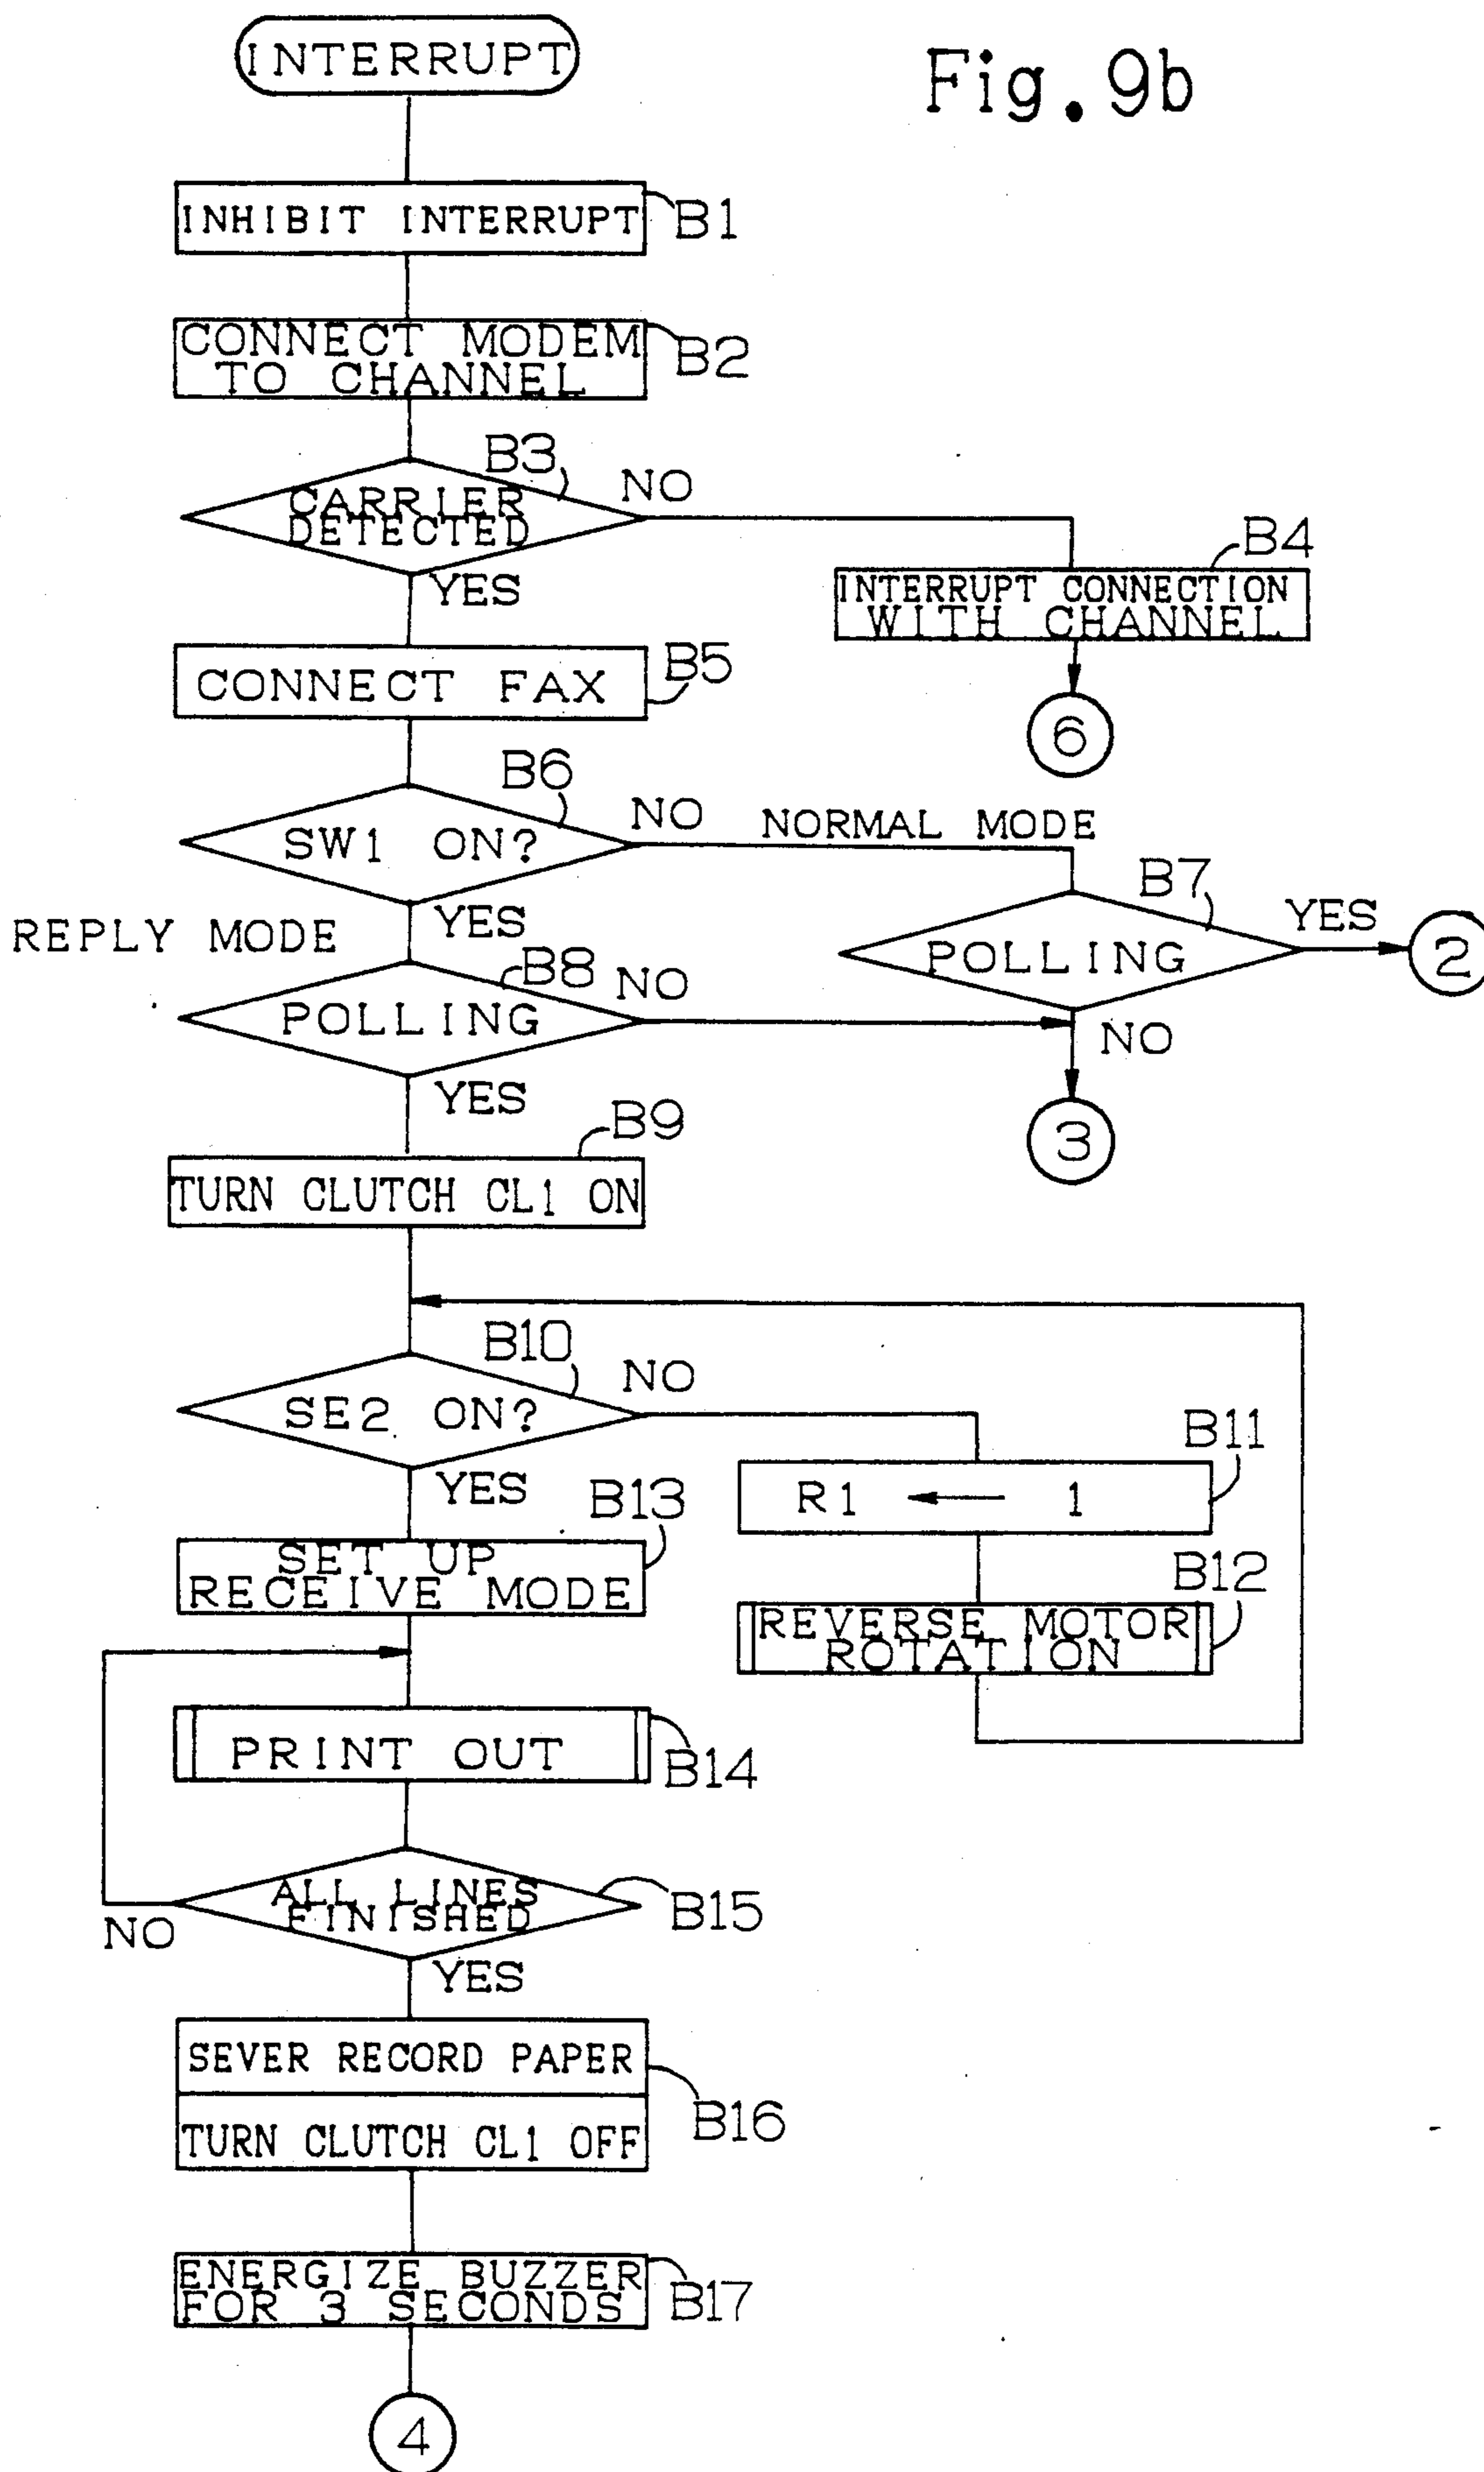 INTERRUPT
Fig. 9b
INHIBIT INTERRUPT
B1
CONNECT MODEM
TO CHANNEL
B2
B3
CARRIER
DETECTED
NO
YES
B4
INTERRUPT CONNECTION
WITH CHANNEL
6
CONNECT FAX
B5
B6
SW1 ON?
NO
NORMAL MODE
YES
REPLY MODE
B7
POLLING
YES
2
NO
B8
POLLING
NO
YES
3
B9
TURN CLUTCH CL1 ON
B10
SE2 ON?
NO
YES
B11
R1 ← 1
B12
REVERSE MOTOR
ROTATION
B13
SET UP
RECEIVE MODE
PRINT OUT
B14
ALL LINES
FINISHED
B15
NO
YES
SEVER RECORD PAPER
TURN CLUTCH CL1 OFF
B16
ENERGIZE BUZZER
FOR 3 SECONDS
B17
4